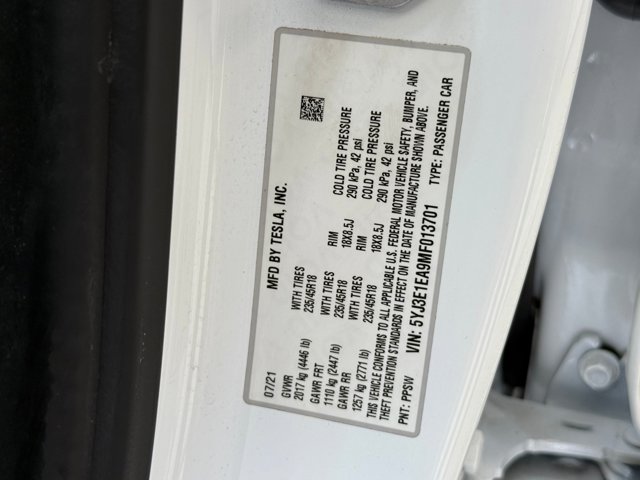 MFD BY TESLA, INC.
07/21
GVWR
2017 kg (4446 lb)
GAWR FRT WITH TIRES RIM COLD TIRE PRESSURE
1110 kg (2447 lb) 235/45R18 18X8.5J 290 kPa, 42 psi
GAWR RR WITH TIRES RIM COLD TIRE PRESSURE
1257 kg (2771 lb) 235/45R18 18X8.5J 290 kPa, 42 psi
THIS VEHICLE CONFORMS TO ALL APPLICABLE U.S. FEDERAL MOTOR VEHICLE SAFETY, BUMPER, AND
THEFT PREVENTION STANDARDS IN EFFECT ON THE DATE OF MANUFACTURE SHOWN ABOVE.
PNT: PPSW VIN: 5YJ3E1EA9MF013701 TYPE: PASSENGER CAR